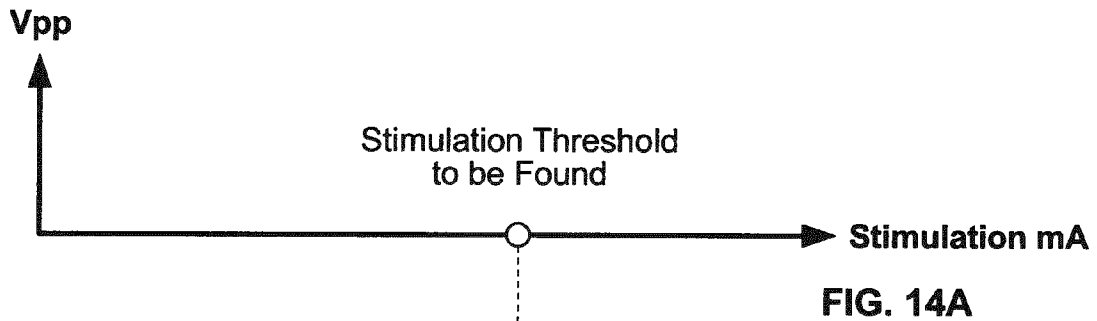 Vpp
Stimulation Threshold
to be Found
Stimulation mA
FIG. 14A